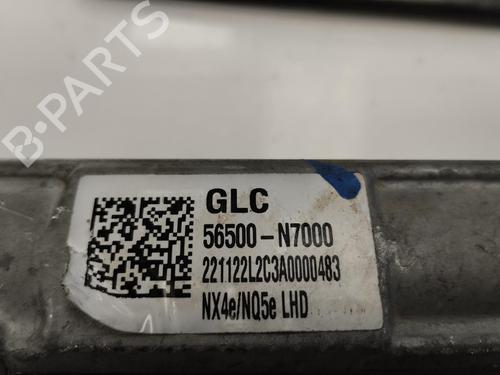 B-PARTS
GLC
56500-N7000
221122L2C3A0000483
NX4e/NQ5e LHD